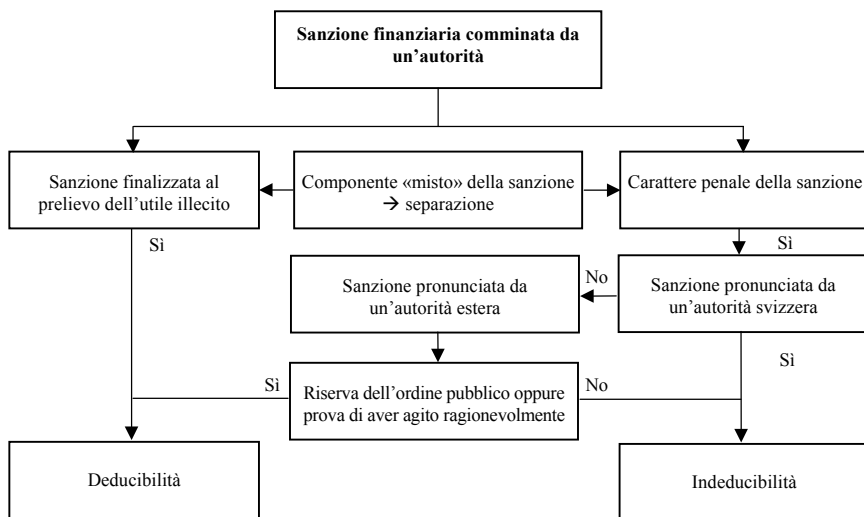 Sanzione finanziaria comminata da
un’autorità
Sanzione finalizzata al
prelievo dell’utile illecito
Componente «misto» della sanzione
→ separazione
Carattere penale della sanzione
Sì
Sì
Sanzione pronunciata da
un’autorità estera
No
Sanzione pronunciata da
un’autorità svizzera
Sì
Sì
Riserva dell’ordine pubblico oppure
prova di aver agito ragionevolmente
No
Deducibilità
Indeducibilità